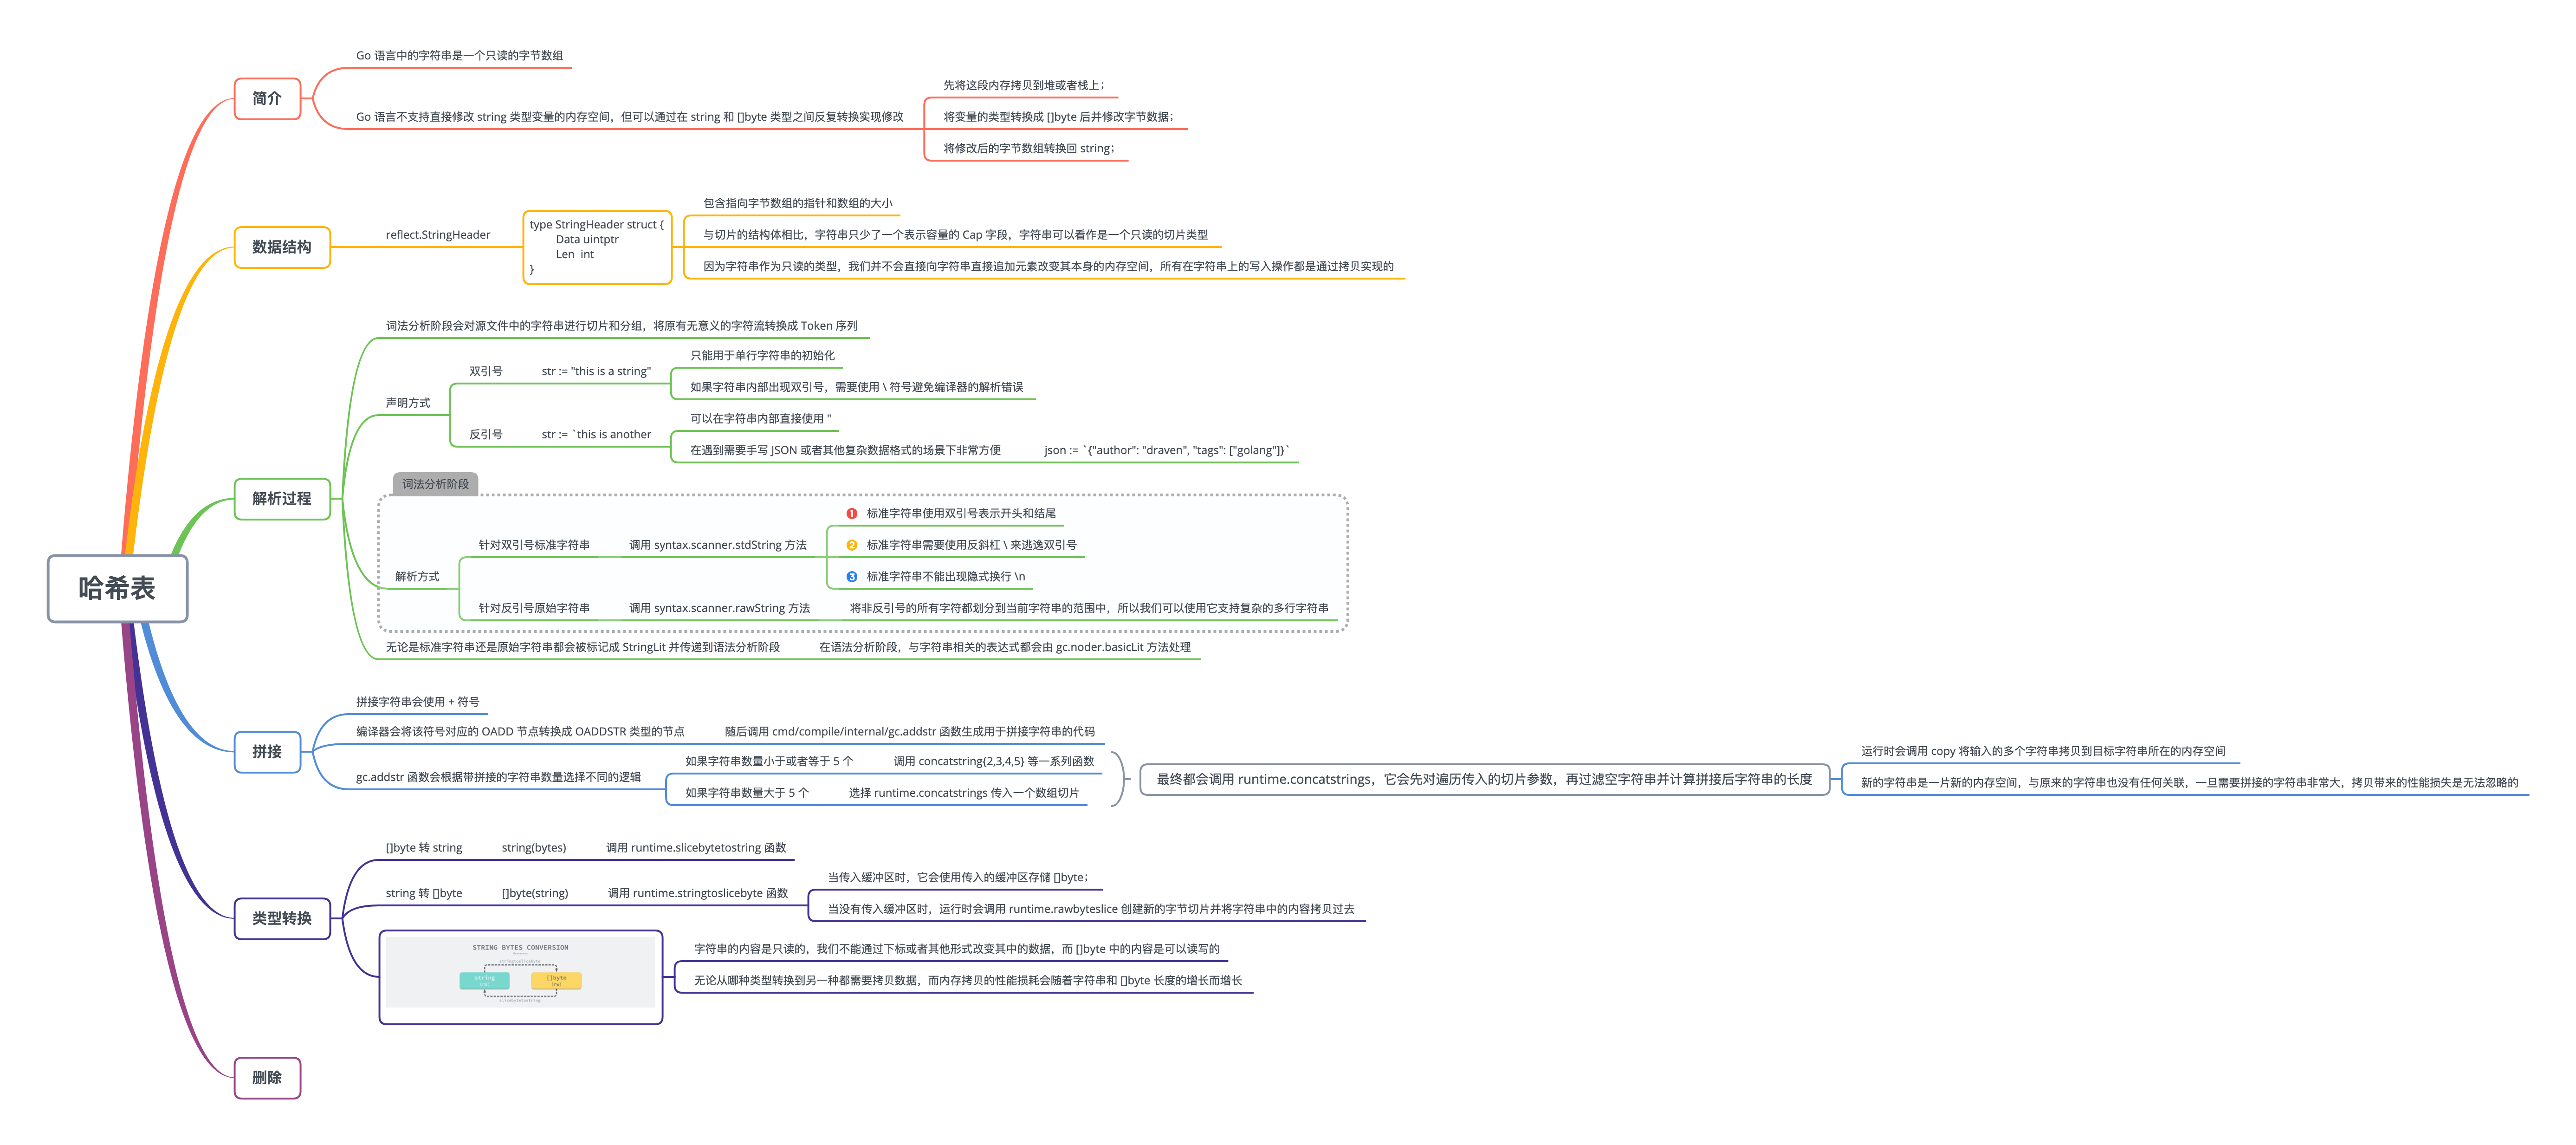 哈希表
简介
Go 语言中的字符串是一个只读的字节数组
Go 语言不支持直接修改 string 类型变量的内存空间，但可以通过在 string 和 []byte 类型之间反复转换实现修改
先将这段内存拷贝到堆或者栈上；
将变量的类型转换成 []byte 后并修改字节数据；
将修改后的字节数组转换回 string；
数据结构
reflect.StringHeader
type StringHeader struct {
Data uintptr
Len  int
}
包含指向字节数组的指针和数组的大小
与切片的结构体相比，字符串只少了一个表示容量的 Cap 字段，字符串可以看作是一个只读的切片类型
因为字符串作为只读的类型，我们并不会直接向字符串直接追加元素改变其本身的内存空间，所有在字符串上的写入操作都是通过拷贝实现的
解析过程
词法分析阶段会对源文件中的字符串进行切片和分组，将原有无意义的字符流转换成 Token 序列
声明方式
双引号
str := "this is a string"
只能用于单行字符串的初始化
如果字符串内部出现双引号，需要使用 \ 符号避免编译器的解析错误
反引号
str := `this is another
可以在字符串内部直接使用 "
在遇到需要手写 JSON 或者其他复杂数据格式的场景下非常方便
json := `{"author": "draven", "tags": ["golang"]}`
词法分析阶段
解析方式
针对双引号标准字符串
调用 syntax.scanner.stdString 方法
1 标准字符串使用双引号表示开头和结尾
2 标准字符串需要使用反斜杠 \ 来逃逸双引号
3 标准字符串不能出现隐式换行 \n
针对反引号原始字符串
调用 syntax.scanner.rawString 方法
将非反引号的所有字符都划分到当前字符串的范围中，所以我们可以使用它支持复杂的多行字符串
无论是标准字符串还是原始字符串都会被标记成 StringLit 并传递到语法分析阶段
在语法分析阶段，与字符串相关的表达式都会由 gc.noder.basicLit 方法处理
拼接
拼接字符串会使用 + 符号
编译器会将该符号对应的 OADD 节点转换成 OADDSTR 类型的节点
随后调用 cmd/compile/internal/gc.addstr 函数生成用于拼接字符串的代码
gc.addstr 函数会根据带拼接的字符串数量选择不同的逻辑
如果字符串数量小于或者等于 5 个
调用 concatstring{2,3,4,5} 等一系列函数
如果字符串数量大于 5 个
选择 runtime.concatstrings 传入一个数组切片
最终都会调用 runtime.concatstrings，它会先对遍历传入的切片参数，再过滤空字符串并计算拼接后字符串的长度
运行时会调用 copy 将输入的多个字符串拷贝到目标字符串所在的内存空间
新的字符串是一片新的内存空间，与原来的字符串也没有任何关联，一旦需要拼接的字符串非常大，拷贝带来的性能损失是无法忽略的
类型转换
[]byte 转 string
string(bytes)
调用 runtime.slicebytetostring 函数
string 转 []byte
[]byte(string)
调用 runtime.stringtoslicebyte 函数
当传入缓冲区时，它会使用传入的缓冲区存储 []byte；
当没有传入缓冲区时，运行时会调用 runtime.rawbyteslice 创建新的字节切片并将字符串中的内容拷贝过去
STRING BYTES CONVERSION
stringtoslicebyte
string
[]byte
(rw)
slicebytetostring
字符串的内容是只读的，我们不能通过下标或者其他形式改变其中的数据，而 []byte 中的内容是可以读写的
无论从哪种类型转换到另一种都需要拷贝数据，而内存拷贝的性能损耗会随着字符串和 []byte 长度的增长而增长
删除